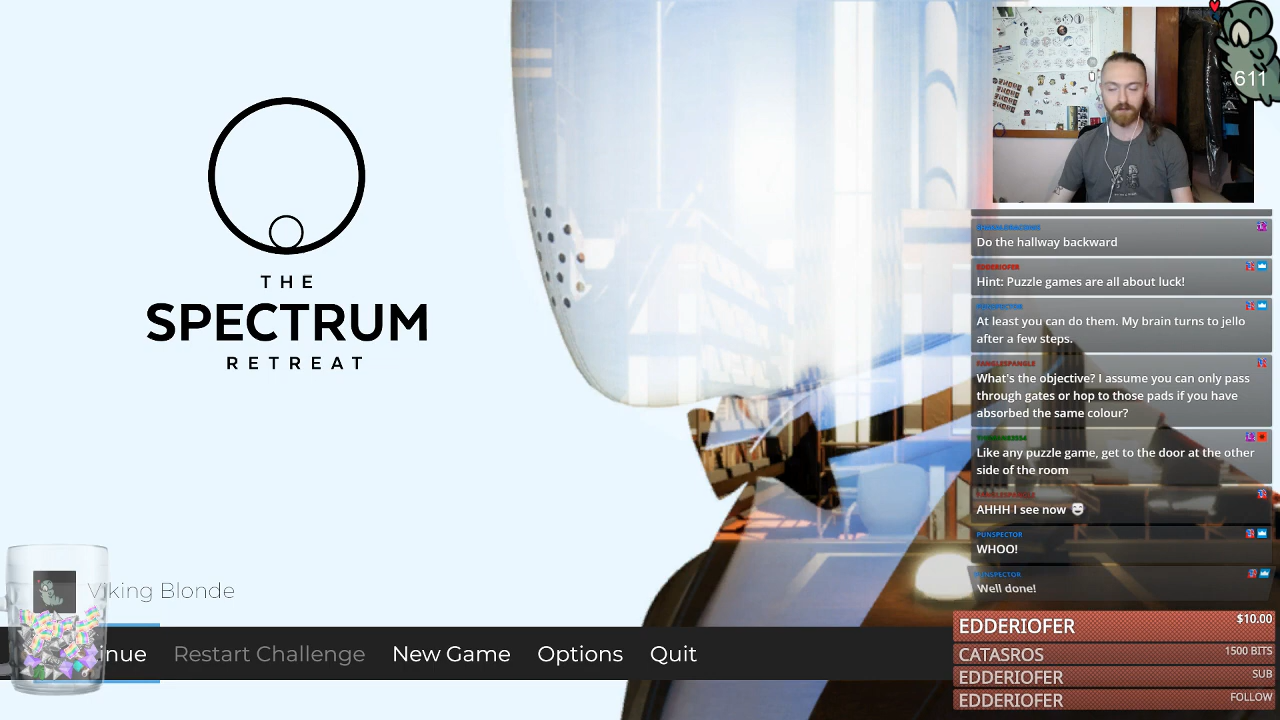 THE
SPECTRUM
RETREAT
Viking Blonde
inue
Restart Challenge
New Game
Options
Quit
611
Do the hallway backward
EDDERIOFER
Hint: Puzzle games are all about luck!
PUNSPECTOR
At least you can do them. My brain turns to jello
after a few steps.
FANGLESPANGLE
What's the objective? I assume you can only pass
through gates or hop to those pads if you have
absorbed the same colour?
Like any puzzle game, get to the door at the other
side of the room
FANGLESPANGLE
AHHH I see now
PUNSPECTOR
WHOO!
PUNSPECTOR
Well done!
EDDERIOFER $10.00
CATASROS 1500 BITS
EDDERIOFER SUB
EDDERIOFER FOLLOW